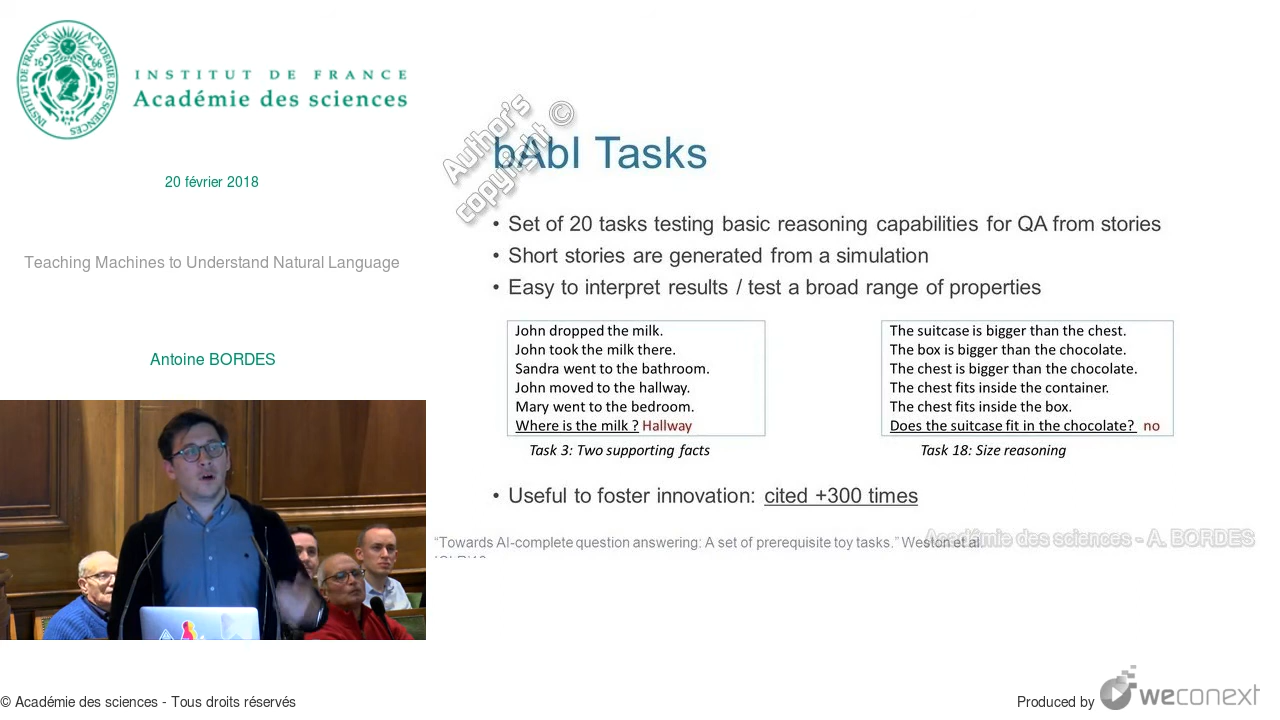 INSTITUT DE FRANCE
Académie des sciences
INSTITUT DE FRANCE ACADEMIE DES SCIENCES
1666
20 février 2018
Teaching Machines to Understand Natural Language
Antoine BORDES
Author's
copyright ©
bAbI Tasks
• Set of 20 tasks testing basic reasoning capabilities for QA from stories
• Short stories are generated from a simulation
• Easy to interpret results / test a broad range of properties
John dropped the milk.
John took the milk there.
Sandra went to the bathroom.
John moved to the hallway.
Mary went to the bedroom.
Where is the milk ? Hallway
Task 3: Two supporting facts
The suitcase is bigger than the chest.
The box is bigger than the chocolate.
The chest is bigger than the chocolate.
The chest fits inside the container.
The chest fits inside the box.
Does the suitcase fit in the chocolate? no
Task 18: Size reasoning
• Useful to foster innovation: cited +300 times
"Towards AI-complete question answering: A set of prerequisite toy tasks." Weston et al.
Académie des sciences - A. BORDES
© Académie des sciences - Tous droits réservés
Produced by weconext